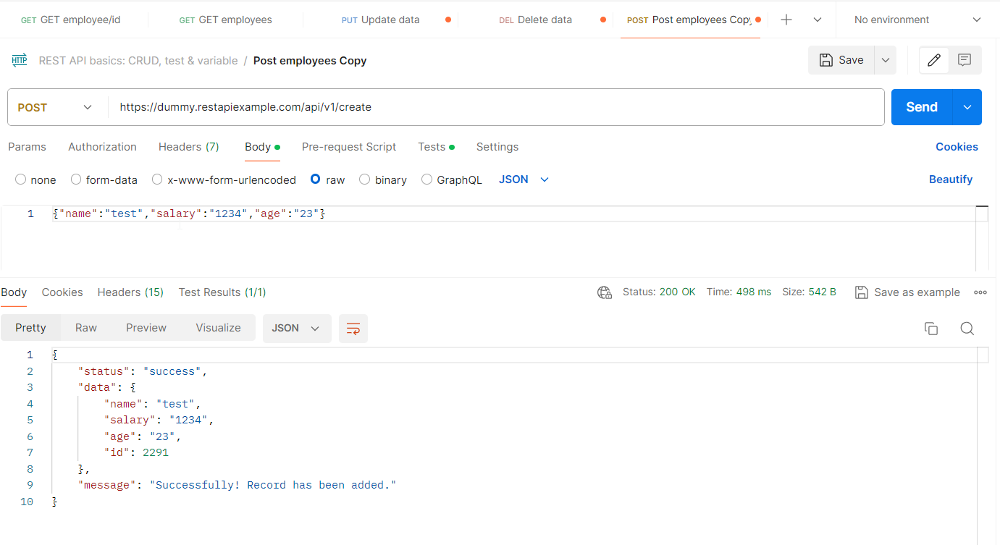 GET GET employee/id GET GET employees PUT Update data DEL Delete data POST Post employees Copy No environment
HTTP REST API basics: CRUD, test & variable / Post employees Copy Save
POST https://dummy.restapiexample.com/api/v1/create Send
Params Authorization Headers (7) Body Pre-request Script Tests Settings Cookies
none form-data x-www-form-urlencoded raw binary GraphQL JSON Beautify
1 {"name":"test","salary":"1234","age":"23"}
Body Cookies Headers (15) Test Results (1/1) Status: 200 OK Time: 498 ms Size: 542 B Save as example
Pretty Raw Preview Visualize JSON
1 {
2 "status": "success",
3 "data": {
4 "name": "test",
5 "salary": "1234",
6 "age": "23",
7 "id": 2291
8 },
9 "message": "Successfully! Record has been added."
10 }